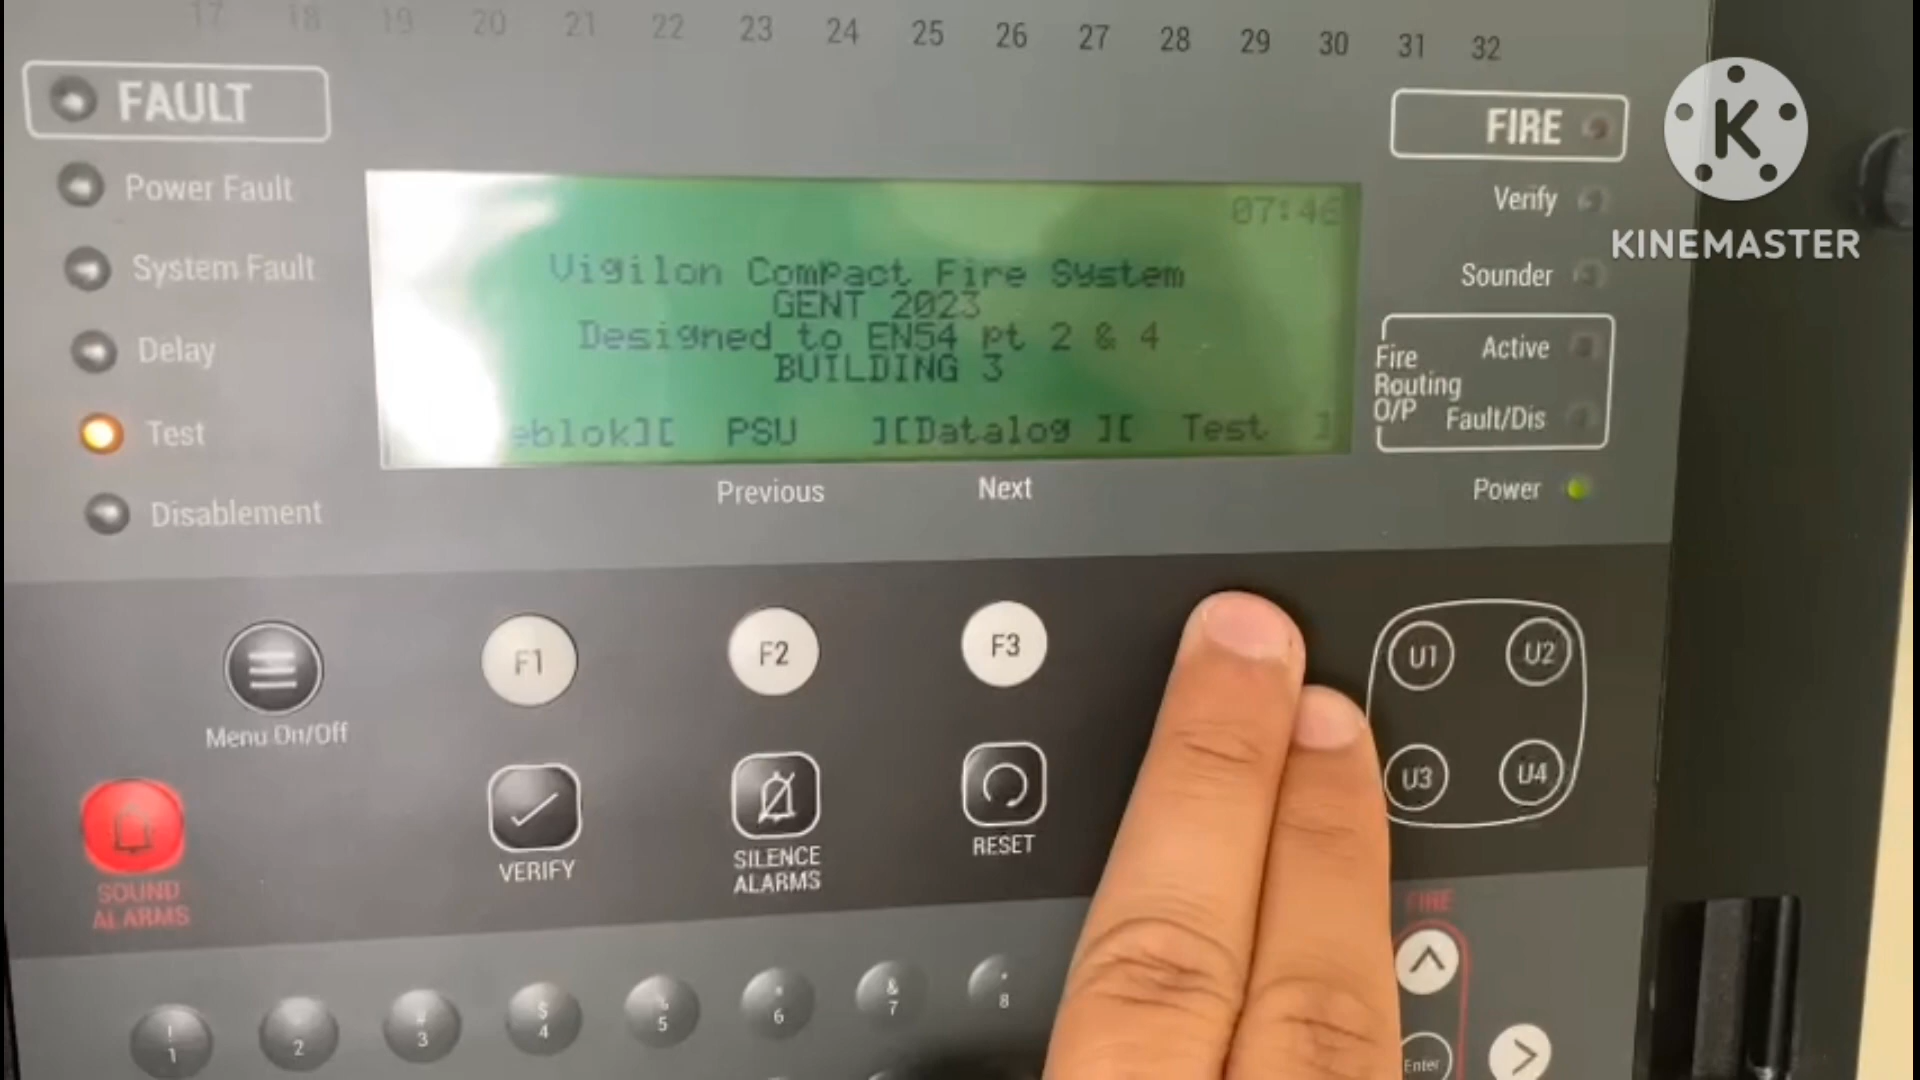 17 18 19 20 21 22 23 24 25 26 27 28 29 30 31 32
FAULT
Power Fault
System Fault
Delay
Test
Disablement
07:46
Vigilon Compact Fire System
GENT 2023
Designed to EN54 pt 2 & 4
BUILDING 3
eblok][ PSU ][Datalog ][ Test ]
Previous Next
FIRE
Verify
Sounder
Fire
Routing
O/P
Active
Fault/Dis
Power
K
KINEMASTER
Menu On/Off
F1 F2 F3
U1 U2
U3 U4
SOUND
ALARMS
VERIFY
SILENCE
ALARMS
RESET
FIRE
Enter
! 1
2
# 3
$ 4
% 5
6
& 7
* 8